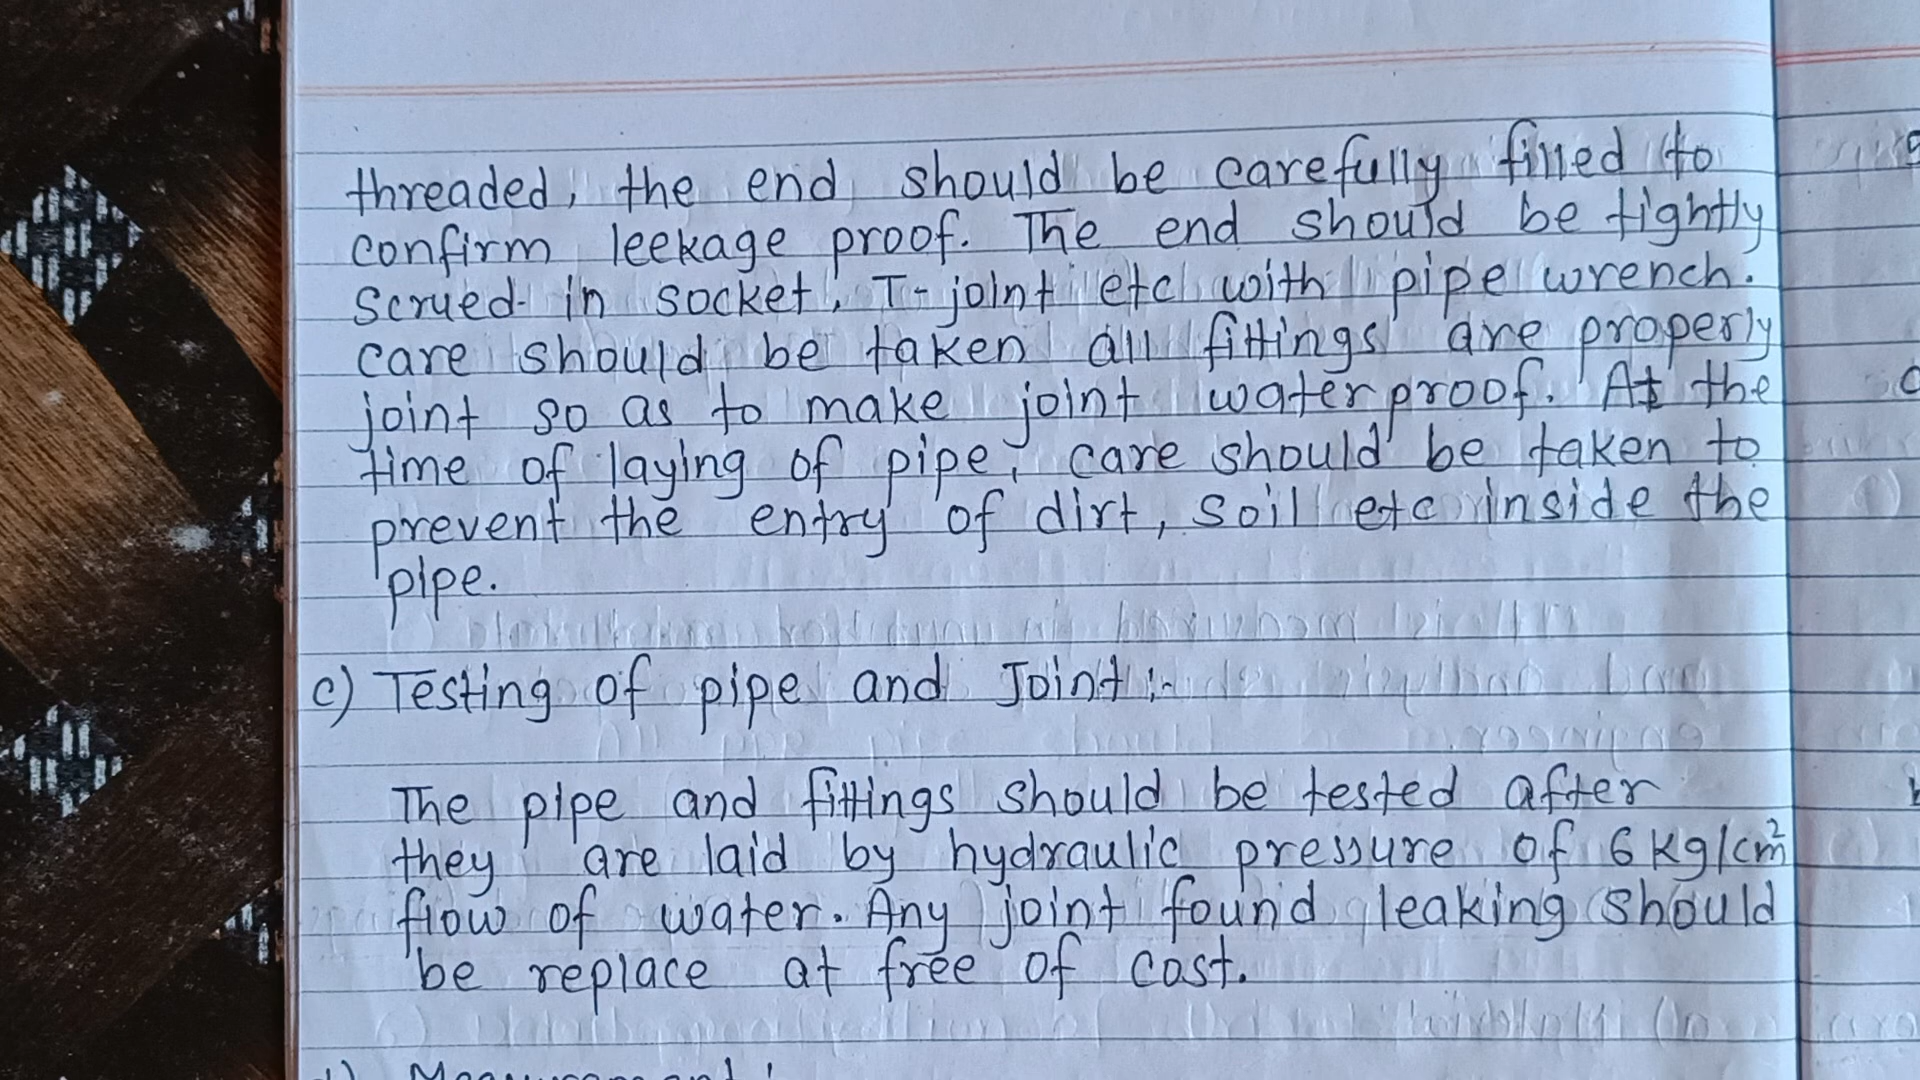 threaded, the end should be carefully filled to
confirm leekage proof. The end should be tightly
Scrued in socket, T-joint etc with pipe wrench.
care should be taken all fittings are properly
joint so as to make joint waterproof. At the
time of laying of pipe, care should be taken to
prevent the entry of dirt, soil etc inside the
pipe.
c) Testing of pipe and Joint :-
The pipe and fittings should be tested after
they are laid by hydraulic pressure of 6 kg/cm²
flow of water. Any joint found leaking should
be replace at free of cost.